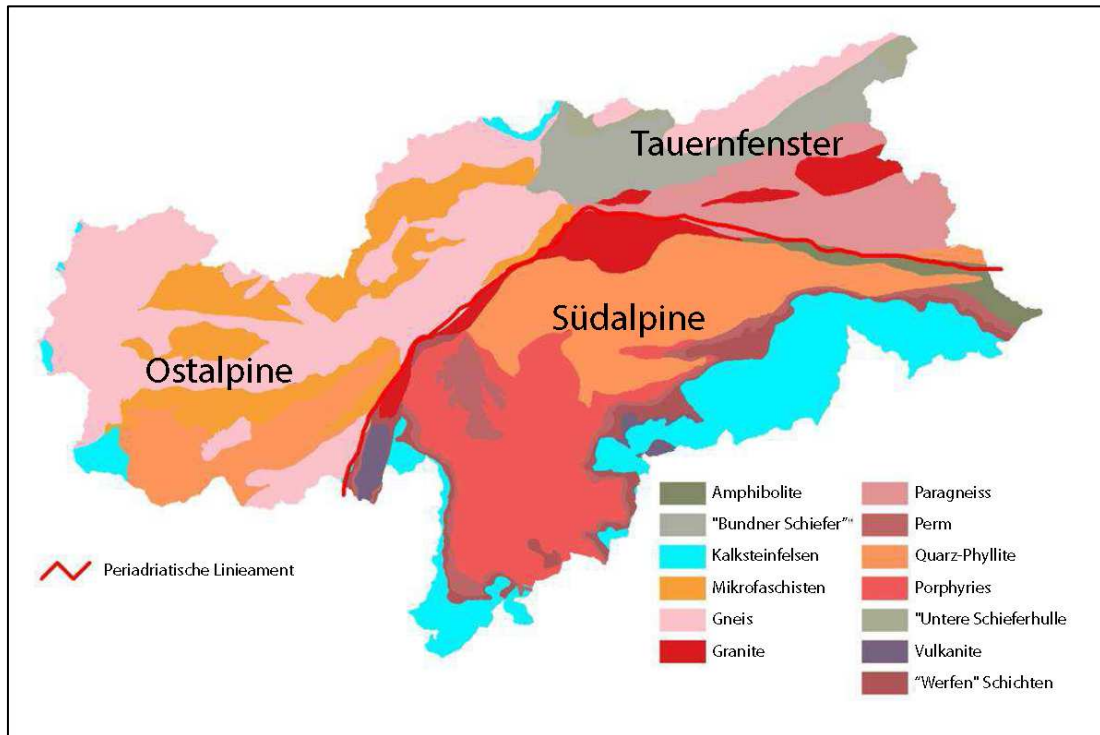 Tauernfenster
Südalpine
Ostalpine
Periadriatische Linieament
Amphibolite
"Bundner Schiefer""
Kalksteinfelsen
Mikrofaschisten
Gneis
Granite
Paragneiss
Perm
Quarz-Phyllite
Porphyries
"Untere Schieferhulle
Vulkanite
“Werfen" Schichten